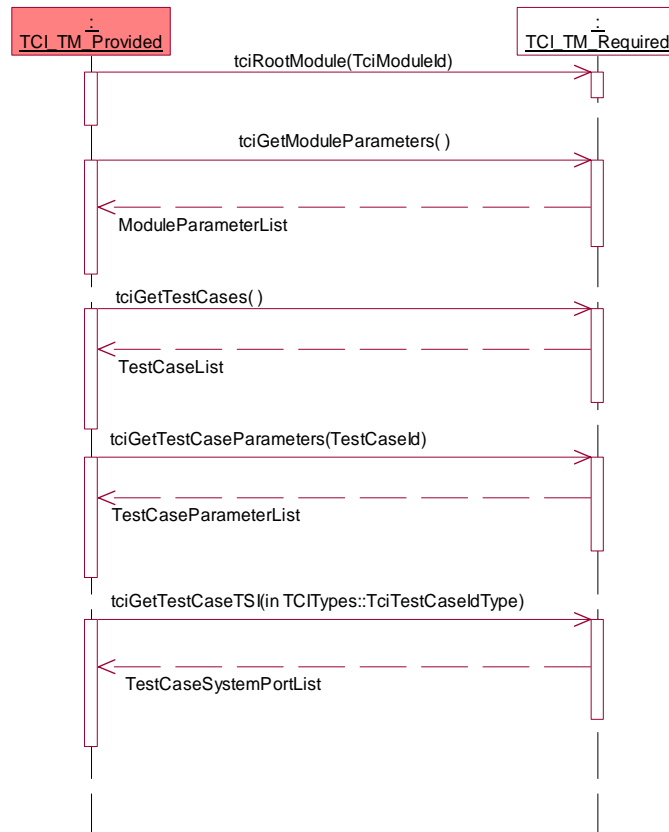 :
TCI_TM_Provided
:
TCI_TM_Required
tciRootModule(TciModuleId)
tciGetModuleParameters( )
ModuleParameterList
tciGetTestCases( )
TestCaseList
tciGetTestCaseParameters(TestCaseId)
TestCaseParameterList
tciGetTestCaseTSI(in TCITypes::TciTestCaseIdType)
TestCaseSystemPortList